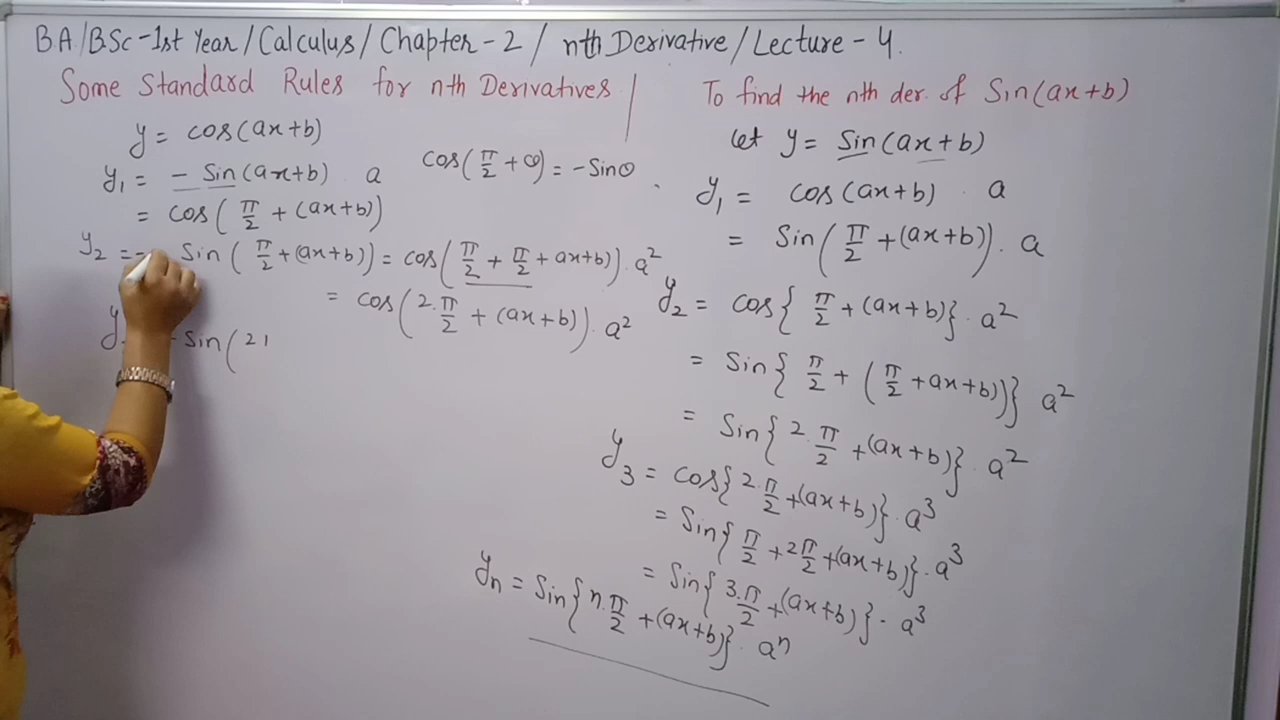 BA/BSc-1st Year/Calculus/Chapter-2/nth Derivative/Lecture-4.
Some Standard Rules for nth Derivatives
y = cos(ax+b)
y₁ = - Sin(ax+b) . a
cos(π/2 + θ) = -Sinθ
= cos(π/2 + (ax+b))
y₂ = - Sin(π/2 + (ax+b)) = cos(π/2 + π/2 + ax+b)) . a²
= cos(2.π/2 + (ax+b)) . a²
y - Sin(2
To find the nth der. of Sin(ax+b)
let y = Sin(ax+b)
y₁ = cos(ax+b) . a
= Sin(π/2 + (ax+b)) . a
y₂ = cos{π/2 + (ax+b)} . a²
= Sin{π/2 + (π/2 + ax+b))} a²
= Sin{2.π/2 + (ax+b)} . a²
y₃ = cos{2.π/2 + (ax+b)} . a³
= Sin{π/2 + 2π/2 + (ax+b)} . a³
= Sin{3.π/2 + (ax+b)} . a³
yₙ = Sin{n.π/2 + (ax+b)} . aⁿ